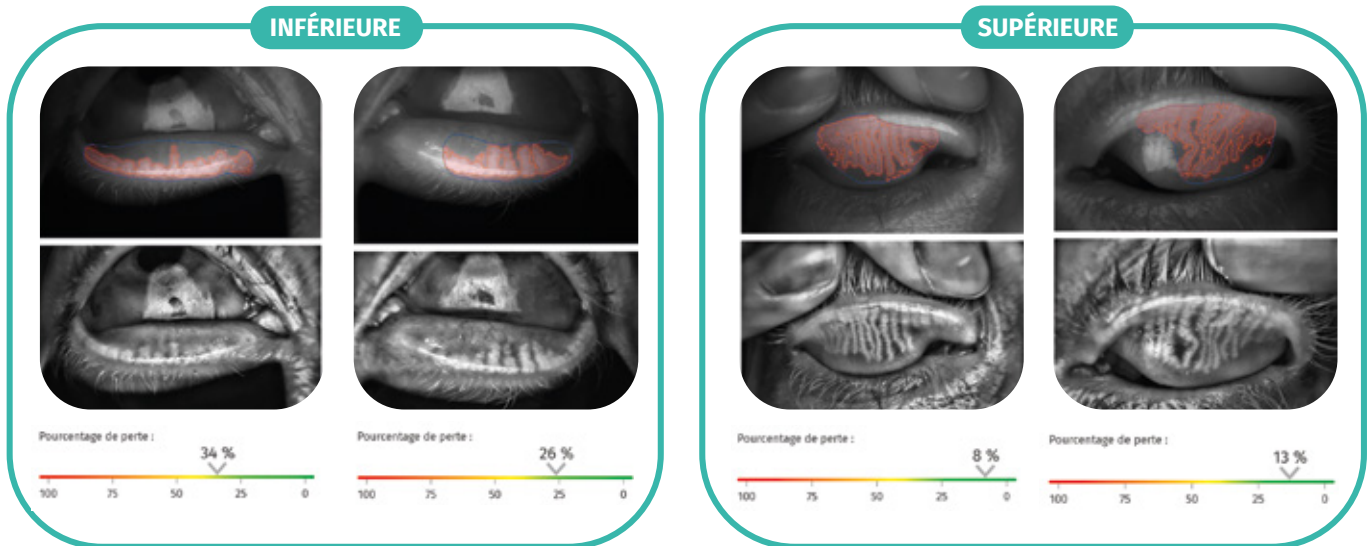 INFÉRIEURE
SUPÉRIEURE
Pourcentage de perte :
34 %
100 75 50 25 0
Pourcentage de perte :
26 %
100 75 50 25 0
Pourcentage de perte :
8 %
100 75 50 25 0
Pourcentage de perte :
13 %
100 75 50 25 0